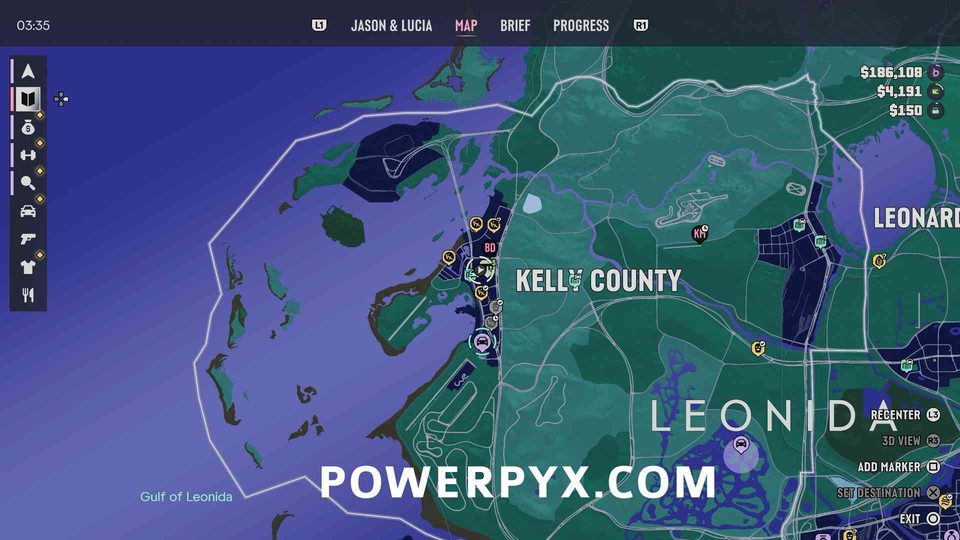 03:35
L1 JASON & LUCIA MAP BRIEF PROGRESS R1
$186,108
$4,191
$150
LEONARD
BD
KM
KELLY COUNTY
LEONIDA
RECENTER L3
3D VIEW R3
ADD MARKER
SET DESTINATION
EXIT
POWERPYX.COM
Gulf of Leonida